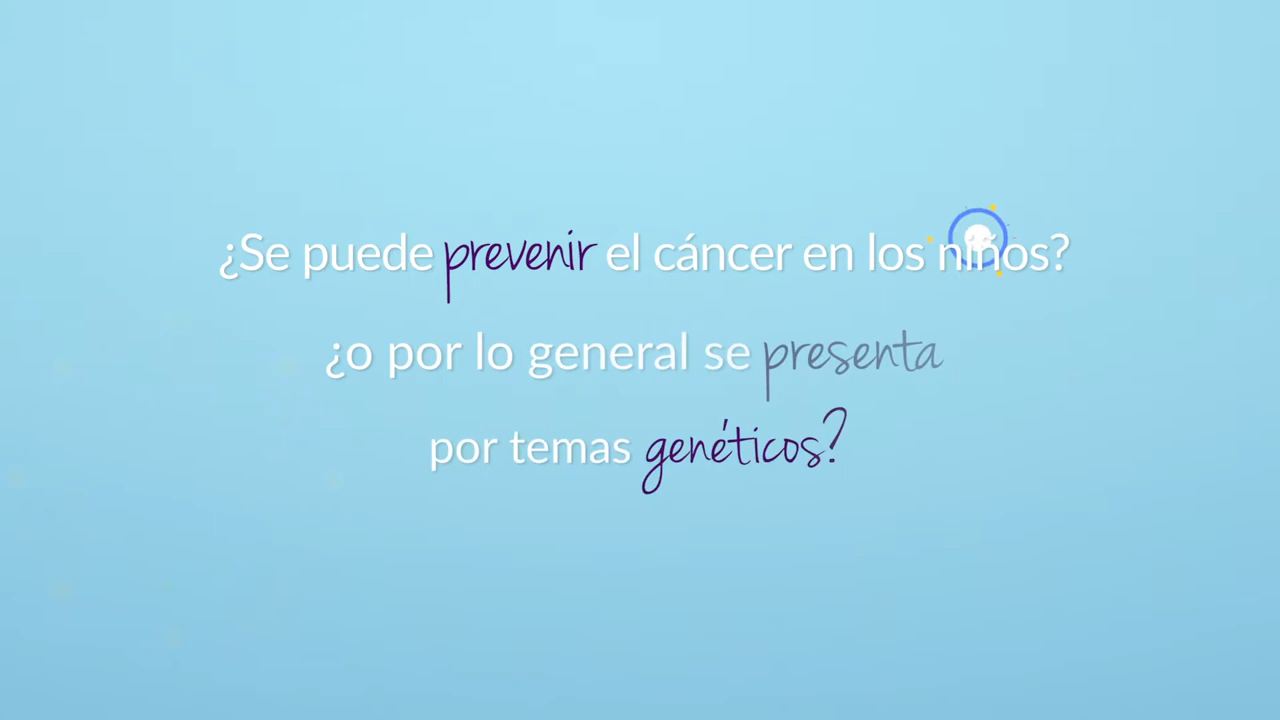 ¿Se puede prevenir el cáncer en los niños?
¿o por lo general se presenta
por temas genéticos?